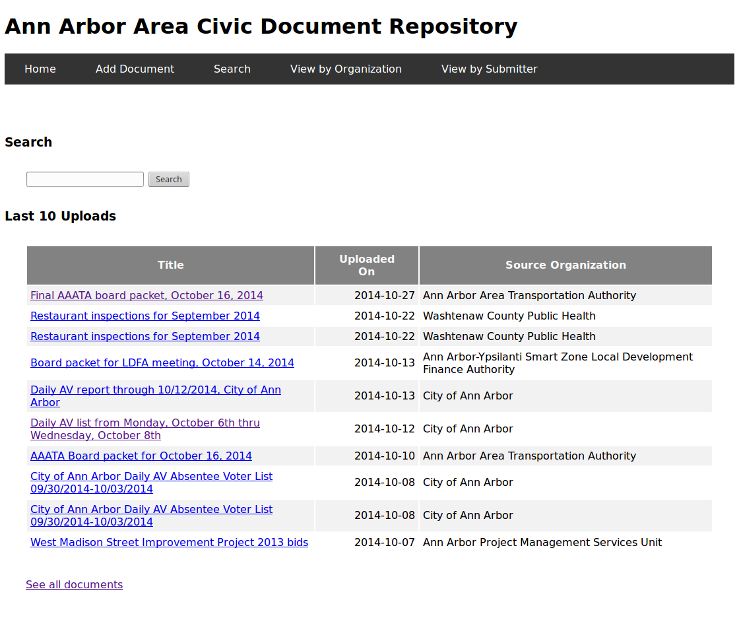 Ann Arbor Area Civic Document Repository
Home Add Document Search View by Organization View by Submitter
Search
Search
Last 10 Uploads
Title Uploaded On Source Organization
Final AAATA board packet, October 16, 2014 2014-10-27 Ann Arbor Area Transportation Authority
Restaurant inspections for September 2014 2014-10-22 Washtenaw County Public Health
Restaurant inspections for September 2014 2014-10-22 Washtenaw County Public Health
Board packet for LDFA meeting, October 14, 2014 2014-10-13 Ann Arbor-Ypsilanti Smart Zone Local Development
Finance Authority
Daily AV report through 10/12/2014, City of Ann
Arbor 2014-10-13 City of Ann Arbor
Daily AV list from Monday, October 6th thru
Wednesday, October 8th 2014-10-12 City of Ann Arbor
AAATA Board packet for October 16, 2014 2014-10-10 Ann Arbor Area Transportation Authority
City of Ann Arbor Daily AV Absentee Voter List
09/30/2014-10/03/2014 2014-10-08 City of Ann Arbor
City of Ann Arbor Daily AV Absentee Voter List
09/30/2014-10/03/2014 2014-10-08 City of Ann Arbor
West Madison Street Improvement Project 2013 bids 2014-10-07 Ann Arbor Project Management Services Unit
See all documents